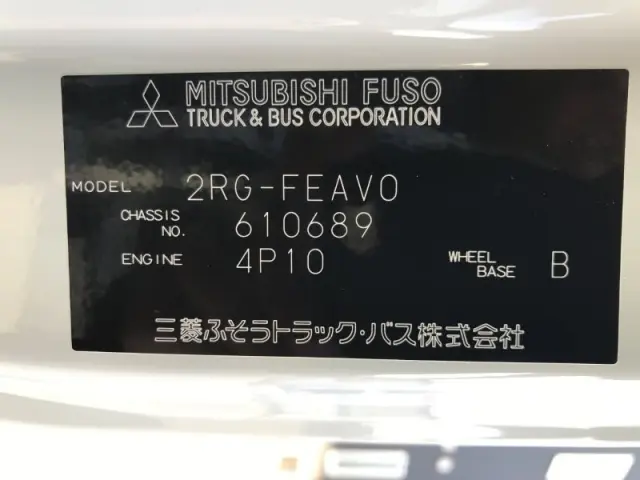 MITSUBISHI FUSO
TRUCK & BUS CORPORATION
MODEL 2RG-FEAV0
CHASSIS NO. 610689
ENGINE 4P10 WHEEL BASE B
三菱ふそうトラック・バス株式会社